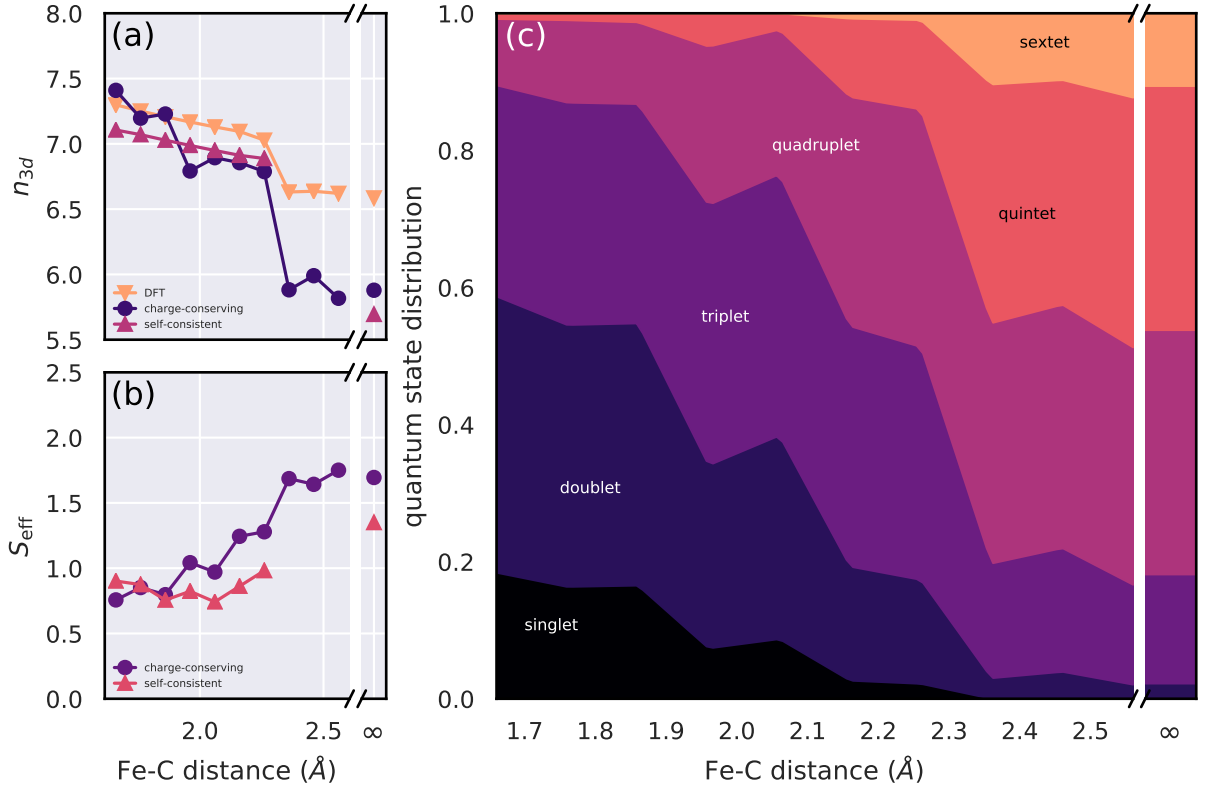 (a)
8.0
7.5
7.0
6.5
6.0
5.5
n3d
DFT
charge-conserving
self-consistent
(b)
2.5
2.0
1.5
1.0
0.5
0.0
Seff
charge-conserving
self-consistent
2.0 2.5 ∞
Fe-C distance (Å)
(c)
1.0
0.8
0.6
0.4
0.2
0.0
quantum state distribution
sextet
quadruplet
quintet
triplet
doublet
singlet
1.7 1.8 1.9 2.0 2.1 2.2 2.3 2.4 2.5 ∞
Fe-C distance (Å)